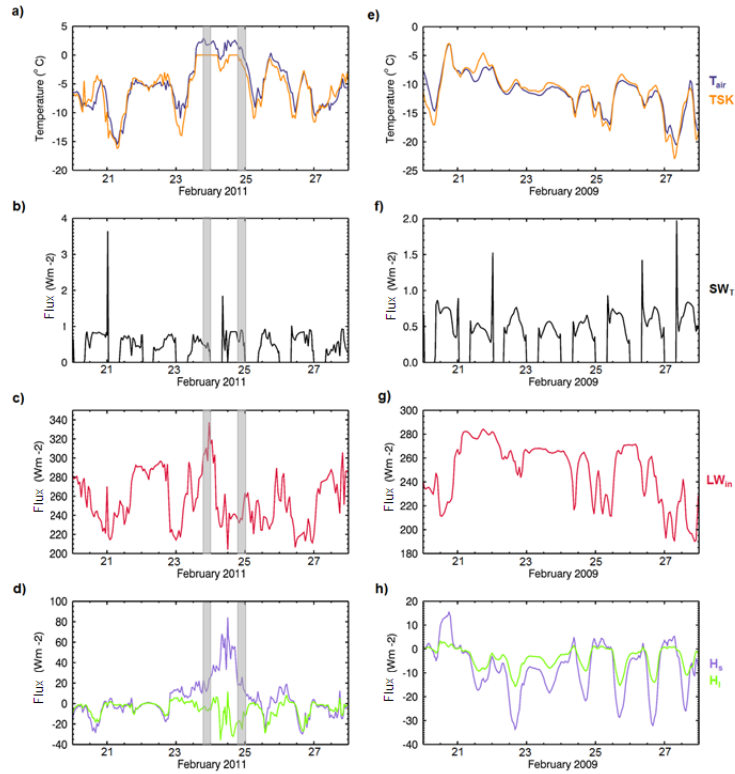 a)
Temperature (° C)
5
0
-5
-10
-15
-20
21 23 25 27
February 2011
e)
Temperature (° C)
0
-5
-10
-15
-20
-25
21 23 25 27
February 2009
Tair
TSK
b)
Flux (Wm -2)
4
3
2
1
0
21 23 25 27
February 2011
f)
Flux (Wm -2)
2.0
1.5
1.0
0.5
0.0
21 23 25 27
February 2009
SWT
c)
Flux (Wm -2)
340
320
300
280
260
240
220
200
21 23 25 27
February 2011
g)
Flux (Wm -2)
300
280
260
240
220
200
180
21 23 25 27
February 2009
LWin
d)
Flux (Wm -2)
100
80
60
40
20
0
-20
-40
21 23 25 27
February 2011
h)
Flux (Wm -2)
20
10
0
-10
-20
-30
-40
21 23 25 27
February 2009
Hs
Hl